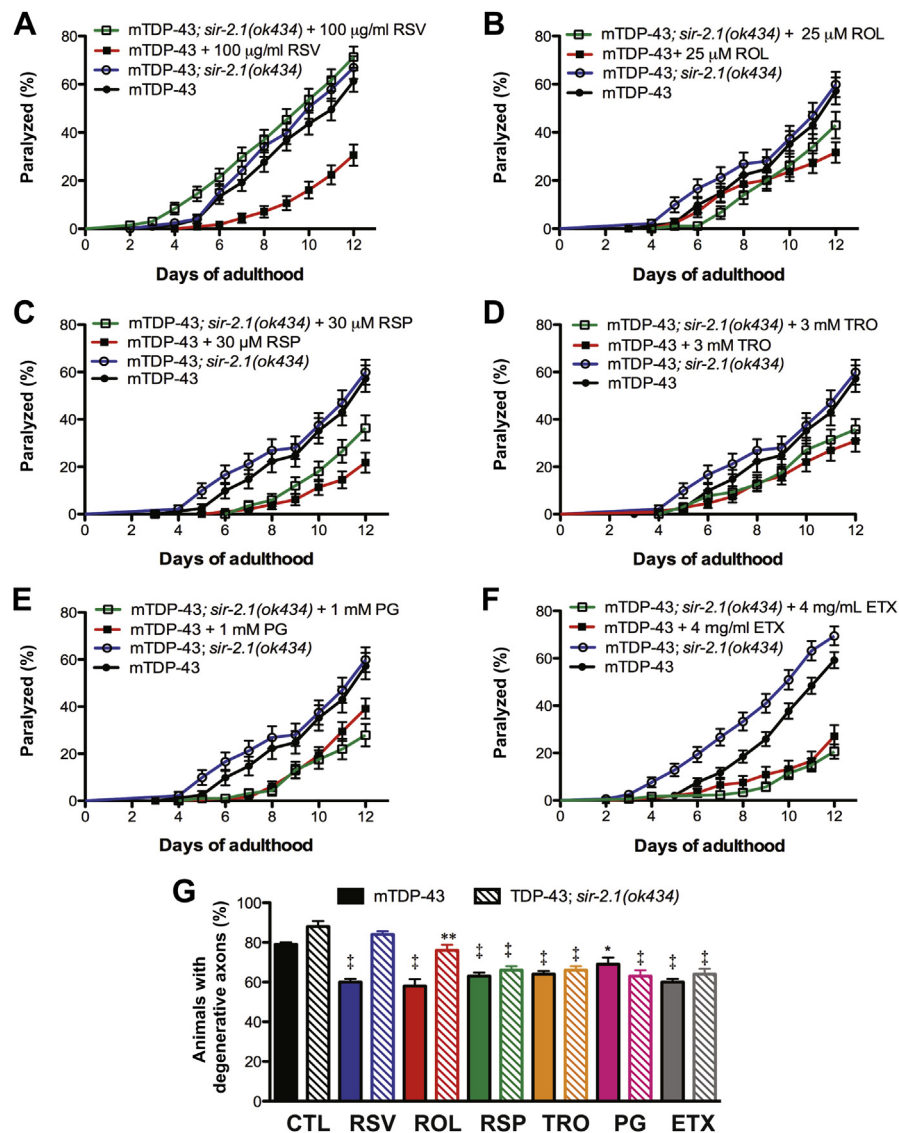 A
mTDP-43; sir-2.1(ok434) + 100 µg/ml RSV
mTDP-43 + 100 µg/ml RSV
mTDP-43; sir-2.1(ok434)
mTDP-43
Paralyzed (%)
80
60
40
20
0
0 2 4 6 8 10 12
Days of adulthood
B
mTDP-43; sir-2.1(ok434) + 25 µM ROL
mTDP-43+ 25 µM ROL
mTDP-43; sir-2.1(ok434)
mTDP-43
Paralyzed (%)
80
60
40
20
0
0 2 4 6 8 10 12
Days of adulthood
C
mTDP-43; sir-2.1(ok434) + 30 µM RSP
mTDP-43 + 30 µM RSP
mTDP-43; sir-2.1(ok434)
mTDP-43
Paralyzed (%)
80
60
40
20
0
0 2 4 6 8 10 12
Days of adulthood
D
mTDP-43; sir-2.1(ok434) + 3 mM TRO
mTDP-43 + 3 mM TRO
mTDP-43; sir-2.1(ok434)
mTDP-43
Paralyzed (%)
80
60
40
20
0
0 2 4 6 8 10 12
Days of adulthood
E
mTDP-43; sir-2.1(ok434) + 1 mM PG
mTDP-43 + 1 mM PG
mTDP-43; sir-2.1(ok434)
mTDP-43
Paralyzed (%)
80
60
40
20
0
0 2 4 6 8 10 12
Days of adulthood
F
mTDP-43; sir-2.1(ok434) + 4 mg/mL ETX
mTDP-43 + 4 mg/ml ETX
mTDP-43; sir-2.1(ok434)
mTDP-43
Paralyzed (%)
80
60
40
20
0
0 2 4 6 8 10 12
Days of adulthood
G
mTDP-43 TDP-43; sir-2.1(ok434)
Animals with
degenerative axons (%)
100
80
60
40
20
0
‡ ‡ ** ‡ ‡ ‡ ‡ * ‡ ‡ ‡
CTL RSV ROL RSP TRO PG ETX